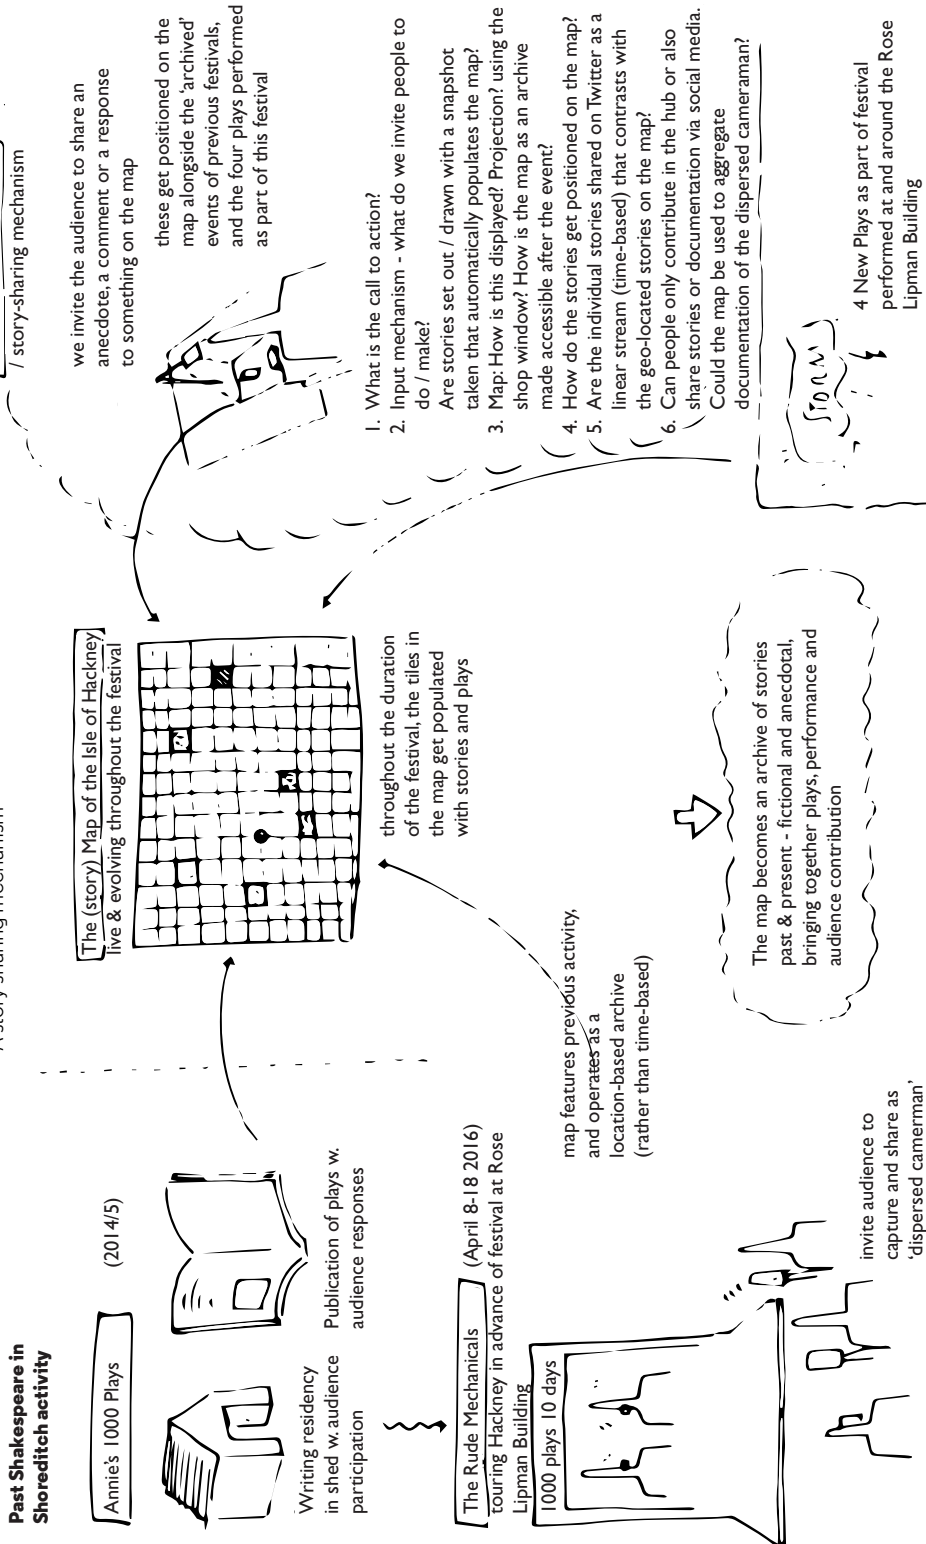 Past Shakespeare in
Shoreditch activity
Annie's 1000 Plays
(2014/5)
Writing residency
in shed w. audience
participation
Publication of plays w.
audience responses
The Rude Mechanicals
(April 8-18 2016)
touring Hackney in advance of festival at Rose
Lipman Building
1000 plays 10 days
invite audience to
capture and share as
'dispersed camerman'
The (story) Map of the Isle of Hackney
live & evolving throughout the festival
throughout the duration
of the festival, the tiles in
the map get populated
with stories and plays
map features previous activity,
and operates as a
location-based archive
(rather than time-based)
The map becomes an archive of stories
past & present - fictional and anecdotal,
bringing together plays, performance and
audience contribution
/ story-sharing mechanism
we invite the audience to share an
anecdote, a comment or a response
to something on the map
these get positioned on the
map alongside the 'archived'
events of previous festivals,
and the four plays performed
as part of this festival
1. What is the call to action?
2. Input mechanism - what do we invite people to
do / make?
Are stories set out / drawn with a snapshot
taken that automatically populates the map?
3. Map: How is this displayed? Projection? using the
shop window? How is the map as an archive
made accessible after the event?
4. How do the stories get positioned on the map?
5. Are the individual stories shared on Twitter as a
linear stream (time-based) that contrasts with
the geo-located stories on the map?
6. Can people only contribute in the hub or also
share stories or documentation via social media.
Could the map be used to aggregate
documentation of the dispersed cameraman?
4 New Plays as part of festival
performed at and around the Rose
Lipman Building